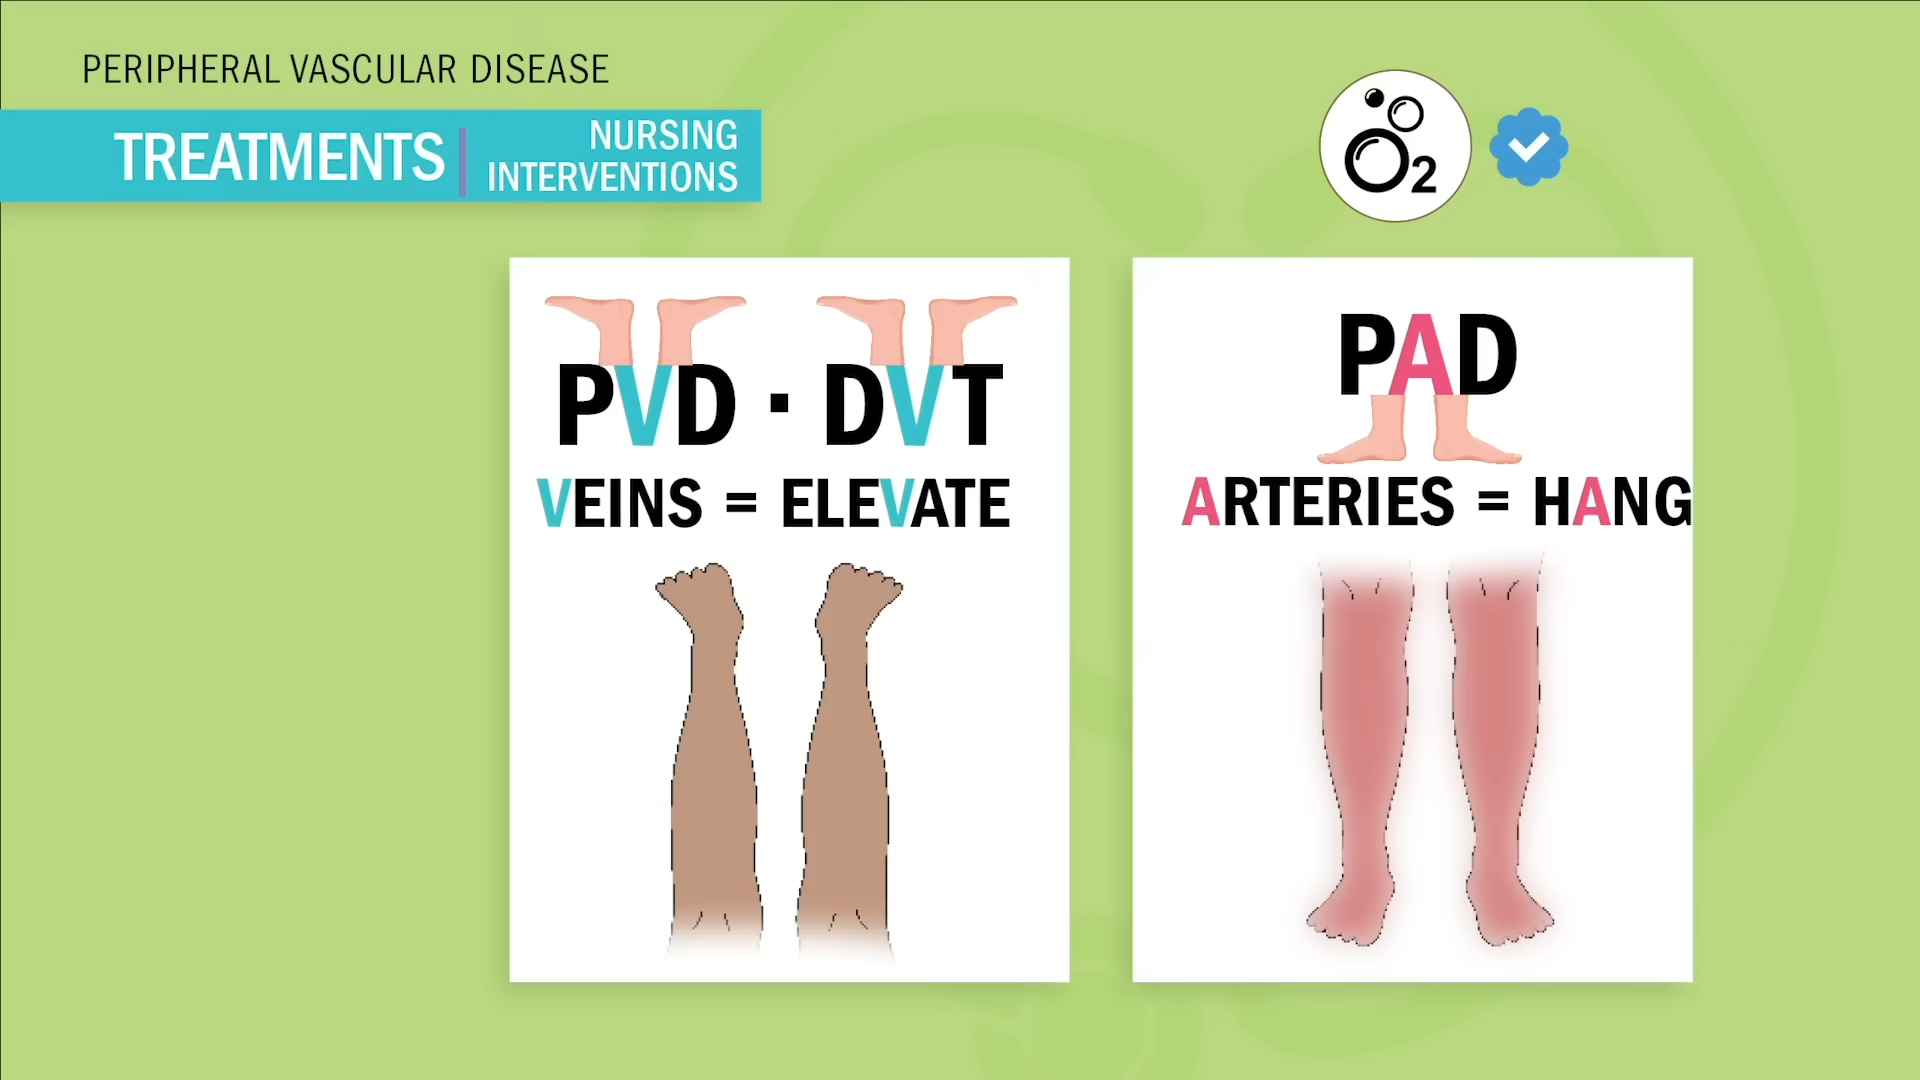 PERIPHERAL VASCULAR DISEASE
TREATMENTS
NURSING
INTERVENTIONS
O2
PVD · DVT
VEINS = ELEVATE
PAD
ARTERIES = HANG